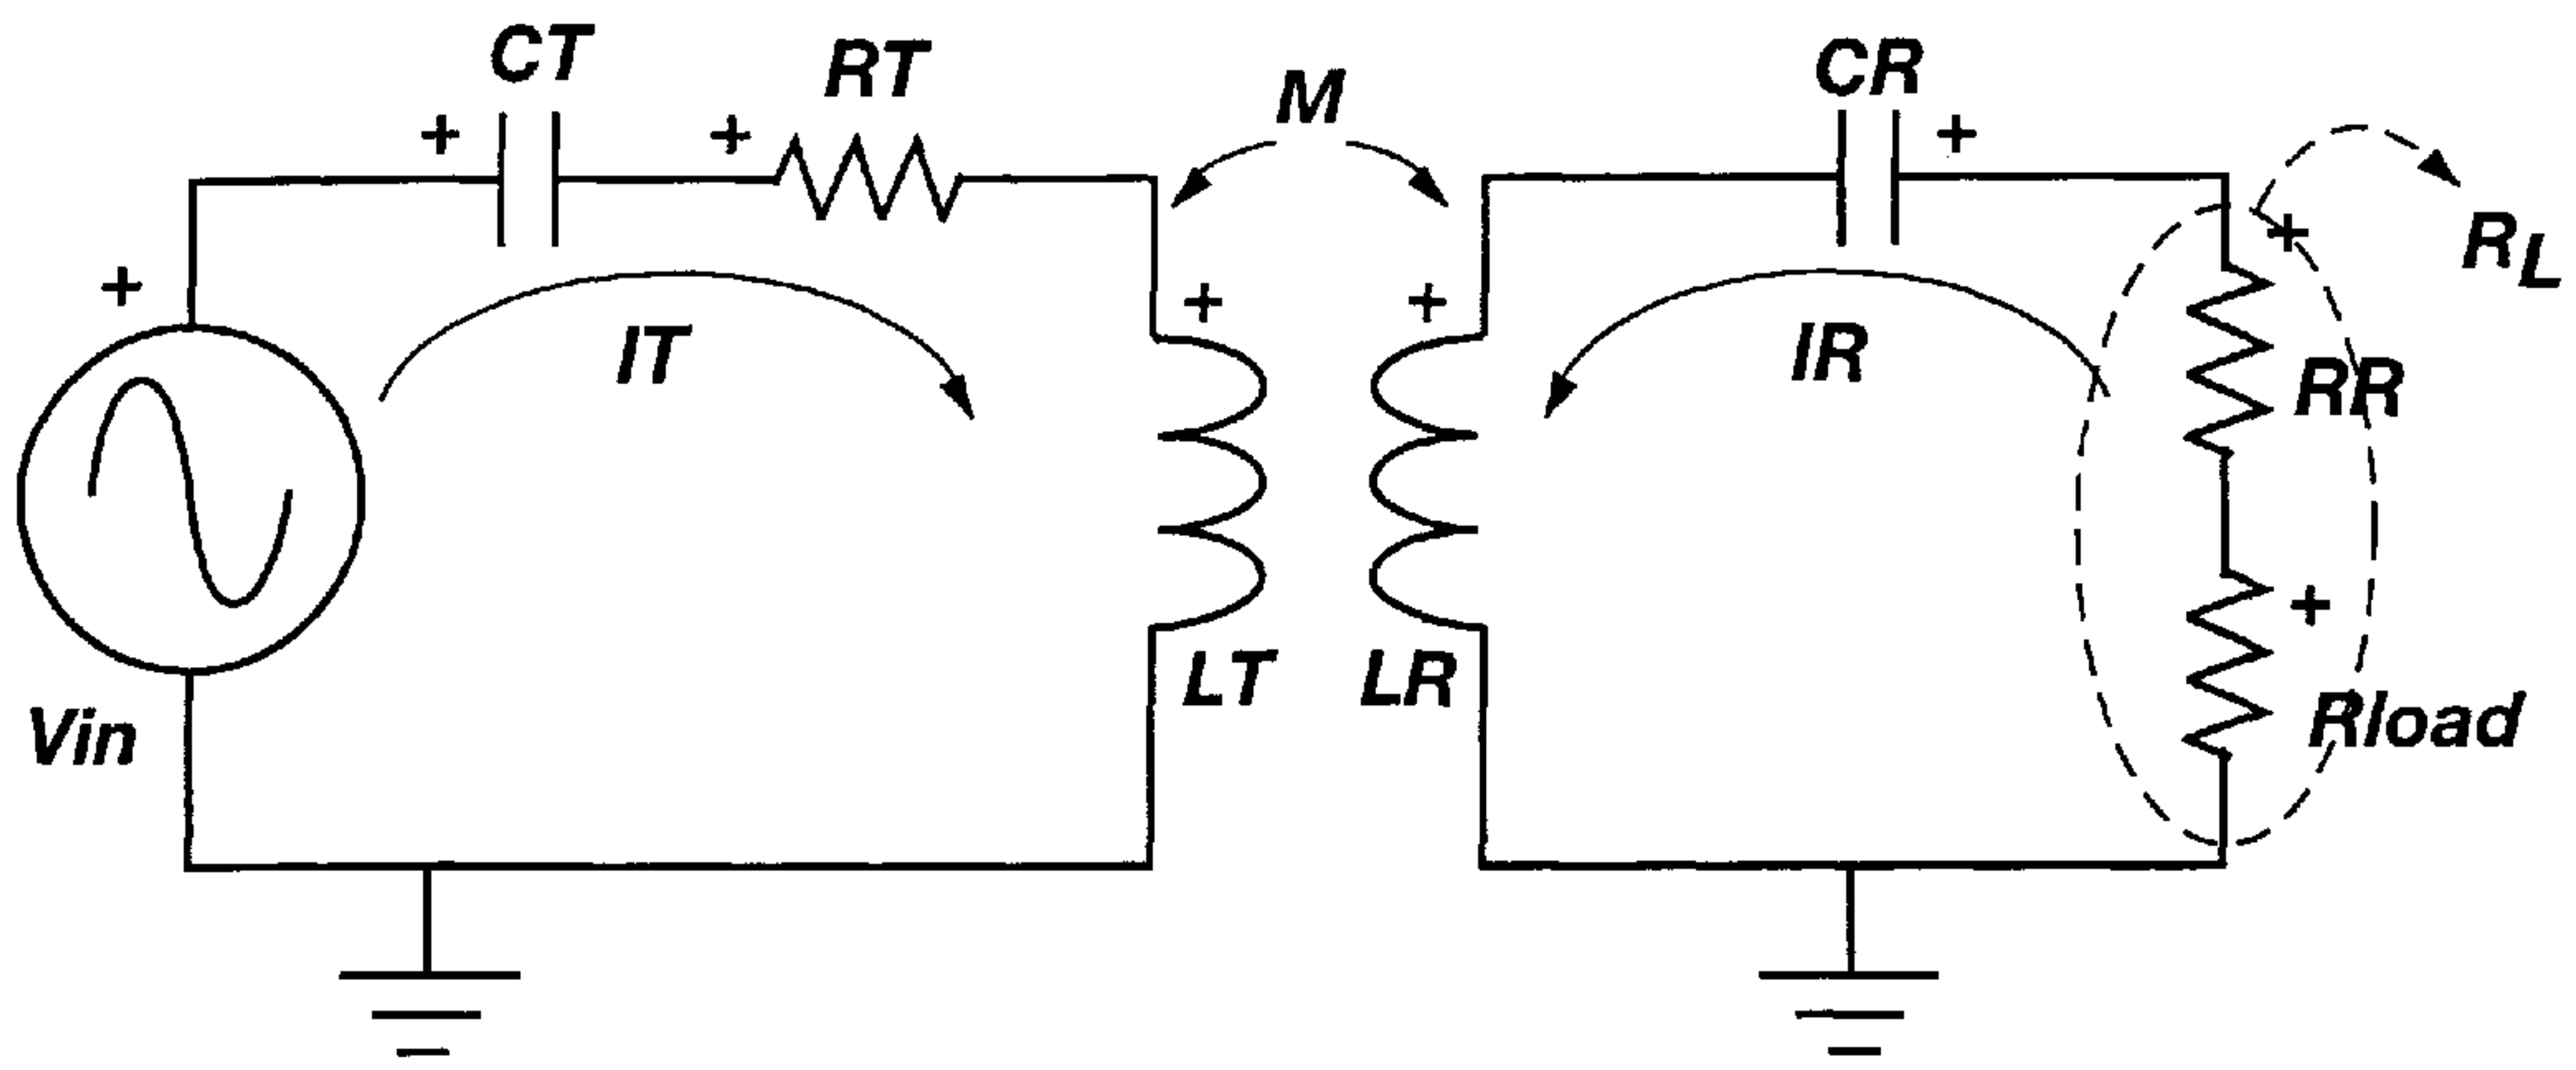 CT
RT
M
CR
+
+
+
+
+
RL
+
+
IT
IR
RR
+
LT
LR
Vin
Rload